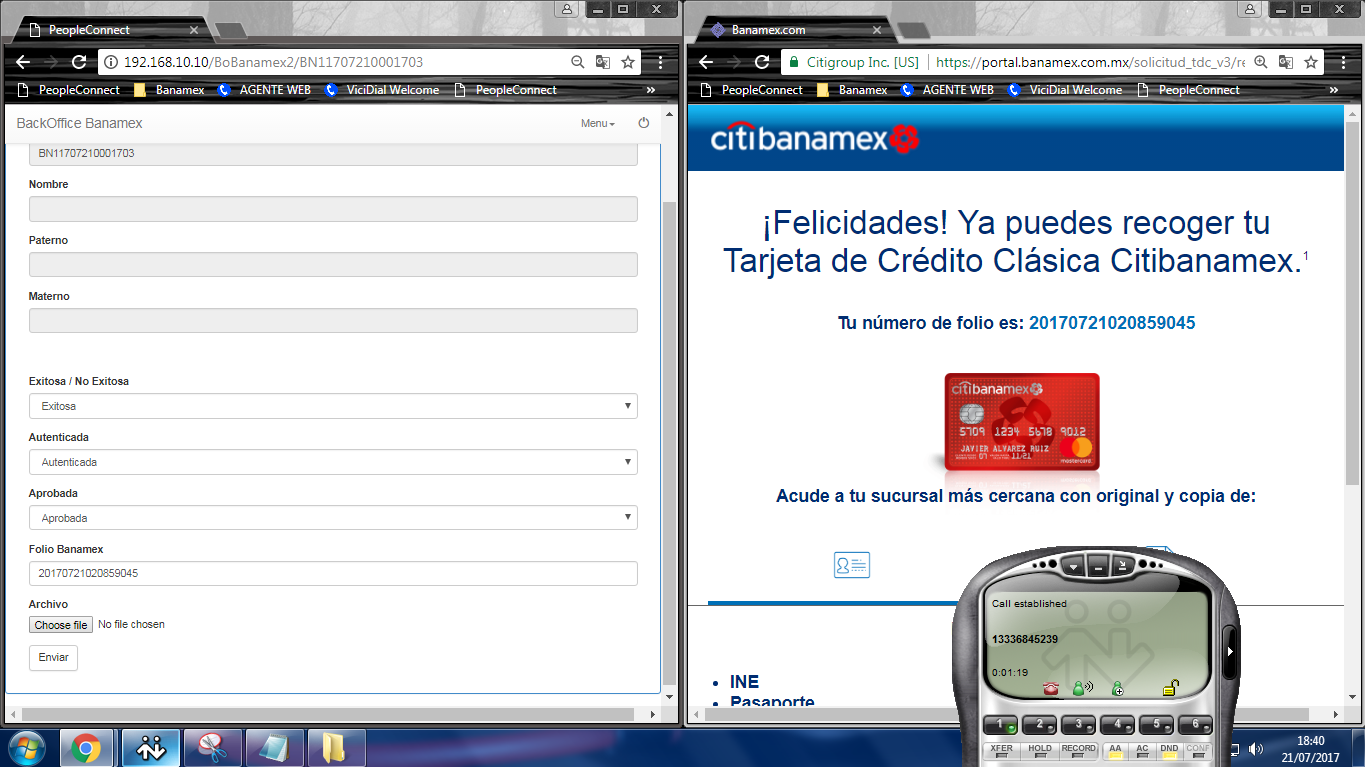 PeopleConnect
192.168.10.10/BoBanamex2/BN11707210001703
PeopleConnect Banamex AGENTE WEB ViciDial Welcome PeopleConnect »
BackOffice Banamex Menu
BN11707210001703
Nombre
Paterno
Materno
Exitosa / No Exitosa
Exitosa
Autenticada
Autenticada
Aprobada
Aprobada
Folio Banamex
20170721020859045
Archivo
Choose file No file chosen
Enviar
Banamex.com
Citigroup Inc. [US] https://portal.banamex.com.mx/solicitud_tdc_v3/re
PeopleConnect Banamex AGENTE WEB ViciDial Welcome PeopleConnect »
citibanamex
¡Felicidades! Ya puedes recoger tu
Tarjeta de Crédito Clásica Citibanamex.1
Tu número de folio es: 20170721020859045
citibanamex
5709 1234 5678 9012
07 11/21
JAVIER ALVAREZ RUIZ
mastercard
Acude a tu sucursal más cercana con original y copia de:
• INE
• Pasaporte
Call established
13336845239
0:01:19
1 2 3 4 5 6
XFER HOLD RECORD AA AC DND CONF
18:40
21/07/2017